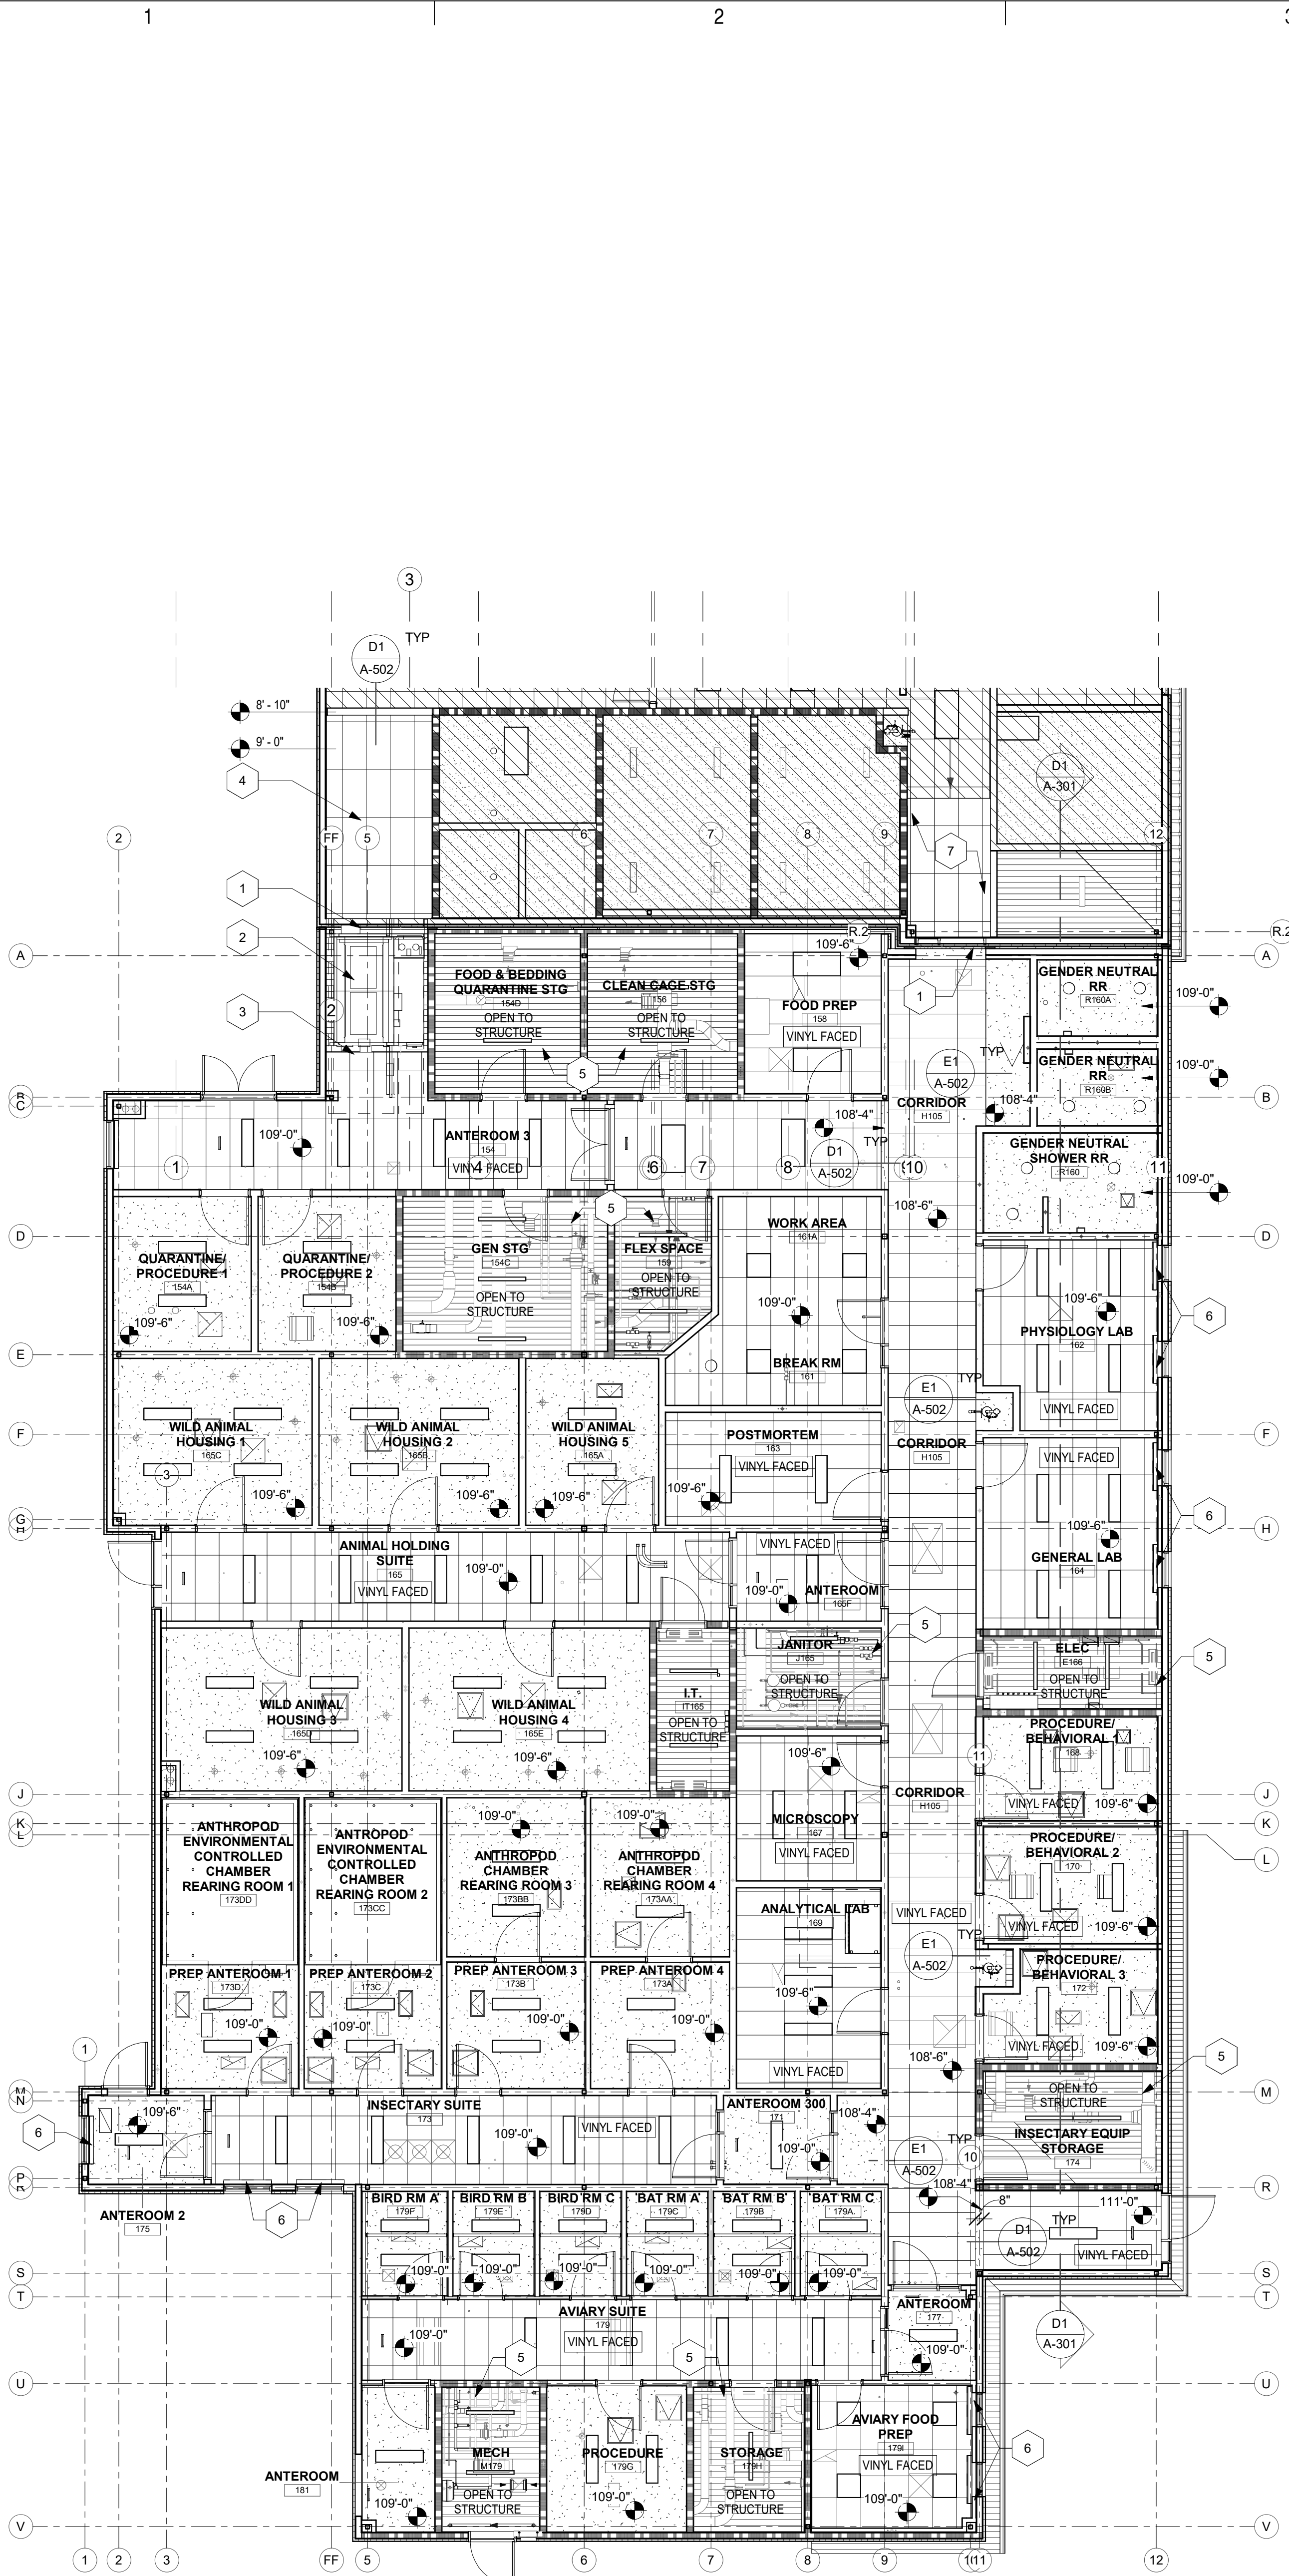 1
2
3
3
TYP
D1
A-502
8' - 10"
9' - 0"
4
D1
A-301
2
FF
5
6
7
8
9
12
7
1
2
R.2
R.2
A
A
109'-6"
FOOD & BEDDING
QUARANTINE STG
154D
OPEN TO
STRUCTURE
CLEAN CAGE STG
156
OPEN TO
STRUCTURE
FOOD PREP
158
VINYL FACED
GENDER NEUTRAL
RR
R160A
109'-0"
1
3
2
5
TYP
E1
A-502
GENDER NEUTRAL
RR
R160B
109'-0"
B
C
B
CORRIDOR
H105
108'-4"
108'-4"
109'-0"
ANTEROOM 3
154
VINYL FACED
TYP
D1
A-502
GENDER NEUTRAL
SHOWER RR
R160
109'-0"
1
4
6
7
8
10
11
5
108'-6"
D
D
QUARANTINE/
PROCEDURE 1
154A
109'-6"
QUARANTINE/
PROCEDURE 2
154B
109'-6"
GEN STG
154C
OPEN TO
STRUCTURE
FLEX SPACE
159
OPEN TO
STRUCTURE
WORK AREA
161A
109'-0"
109'-6"
PHYSIOLOGY LAB
162
VINYL FACED
6
E
E
BREAK RM
161
TYP
E1
A-502
F
F
WILD ANIMAL
HOUSING 1
165C
109'-6"
3
WILD ANIMAL
HOUSING 2
165B
109'-6"
WILD ANIMAL
HOUSING 5
165A
109'-6"
POSTMORTEM
163
VINYL FACED
109'-6"
CORRIDOR
H105
VINYL FACED
109'-6"
GENERAL LAB
164
6
G
H
H
ANIMAL HOLDING
SUITE
165
VINYL FACED
109'-0"
VINYL FACED
109'-0"
ANTEROOM
165F
5
JANITOR
J165
OPEN TO
STRUCTURE
ELEC
E166
OPEN TO
STRUCTURE
5
WILD ANIMAL
HOUSING 3
165D
109'-6"
WILD ANIMAL
HOUSING 4
165E
109'-6"
I.T.
IT165
OPEN TO
STRUCTURE
PROCEDURE/
BEHAVIORAL 1
168
VINYL FACED
109'-6"
11
109'-6"
MICROSCOPY
167
VINYL FACED
CORRIDOR
H105
J
J
K
K
L
L
ANTHROPOD
ENVIRONMENTAL
CONTROLLED
CHAMBER
REARING ROOM 1
173DD
ANTROPOD
ENVIRONMENTAL
CONTROLLED
CHAMBER
REARING ROOM 2
173CC
109'-0"
ANTHROPOD
CHAMBER
REARING ROOM 3
173BB
109'-0"
ANTHROPOD
CHAMBER
REARING ROOM 4
173AA
PROCEDURE/
BEHAVIORAL 2
170
VINYL FACED
109'-6"
ANALYTICAL LAB
169
109'-6"
VINYL FACED
VINYL FACED
TYP
E1
A-502
PREP ANTEROOM 1
173D
109'-0"
PREP ANTEROOM 2
173C
109'-0"
PREP ANTEROOM 3
173B
109'-0"
PREP ANTEROOM 4
173A
109'-0"
PROCEDURE/
BEHAVIORAL 3
172
VINYL FACED
109'-6"
1
108'-6"
5
M
N
M
109'-6"
INSECTARY SUITE
173
109'-0"
VINYL FACED
ANTEROOM 300
171
109'-0"
108'-4"
OPEN TO
STRUCTURE
INSECTARY EQUIP
STORAGE
174
6
TYP
E1
A-502
10
P
R
R
108'-4"
8"
111'-0"
TYP
D1
A-502
VINYL FACED
ANTEROOM 2
175
6
BIRD RM A
179F
109'-0"
BIRD RM B
179E
109'-0"
BIRD RM C
179D
109'-0"
BAT RM A
179C
109'-0"
BAT RM B
179B
109'-0"
BAT RM C
179A
109'-0"
S
S
T
T
AVIARY SUITE
179
VINYL FACED
109'-0"
ANTEROOM
177
109'-0"
D1
A-301
5
5
U
U
ANTEROOM
181
109'-0"
MECH
M179
OPEN TO
STRUCTURE
PROCEDURE
179G
109'-0"
STORAGE
179H
OPEN TO
STRUCTURE
AVIARY FOOD
PREP
179I
VINYL FACED
109'-0"
6
V
V
1
2
3
FF
5
6
7
8
9
11
12